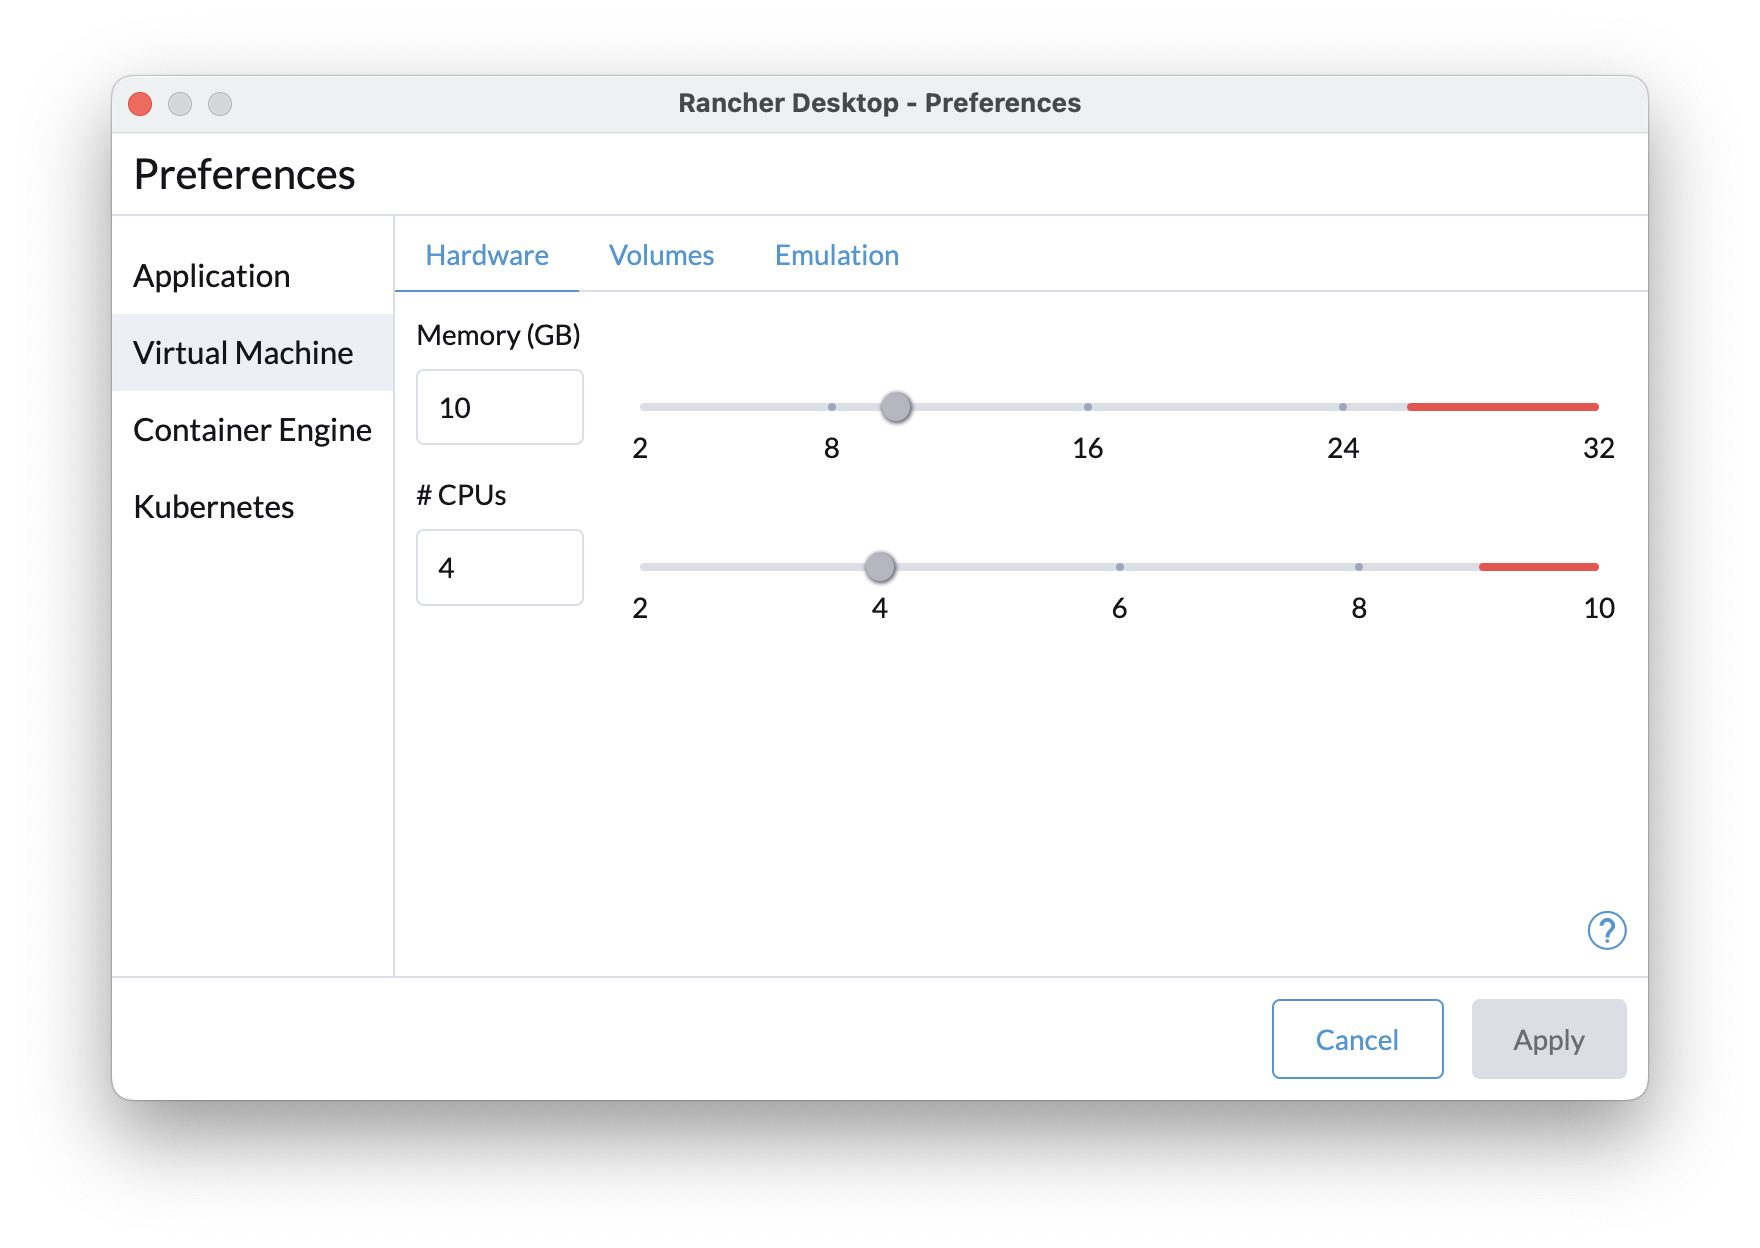 Rancher Desktop - Preferences
Preferences
Application
Virtual Machine
Container Engine
Kubernetes
Hardware Volumes Emulation
Memory (GB)
10
2 8 16 24 32
# CPUs
4
2 4 6 8 10
?
Cancel Apply